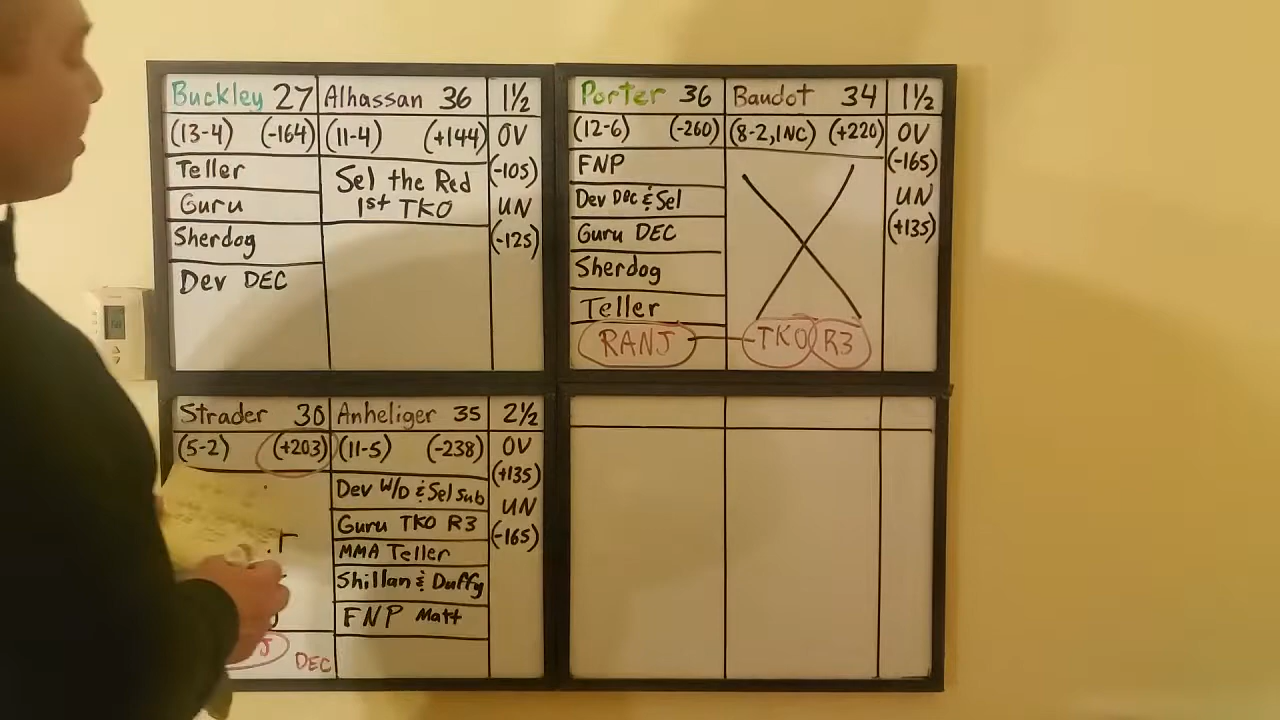 Buckley 27 Alhassan 36 1½
(13-4) (-164) (11-4) (+144) OV
Teller Sel the Red (-105)
Guru 1st TKO UN
Sherdog (-125)
Dev DEC
Porter 36 Baudot 34 1½
(12-6) (-260) (8-2, 1NC) (+220) OV
FNP (-165)
Dev DEC & Sel UN
Guru DEC (+135)
Sherdog
Teller
RANJ TKO R3
Strader 30 Anheliger 35 2½
(5-2) (+203) (11-5) (-238) OV
Dev W/D & Sel Sub (+135)
Guru TKO R3 UN
MMA Teller (-165)
Shillan & Duffy
FNP Matt
DEC